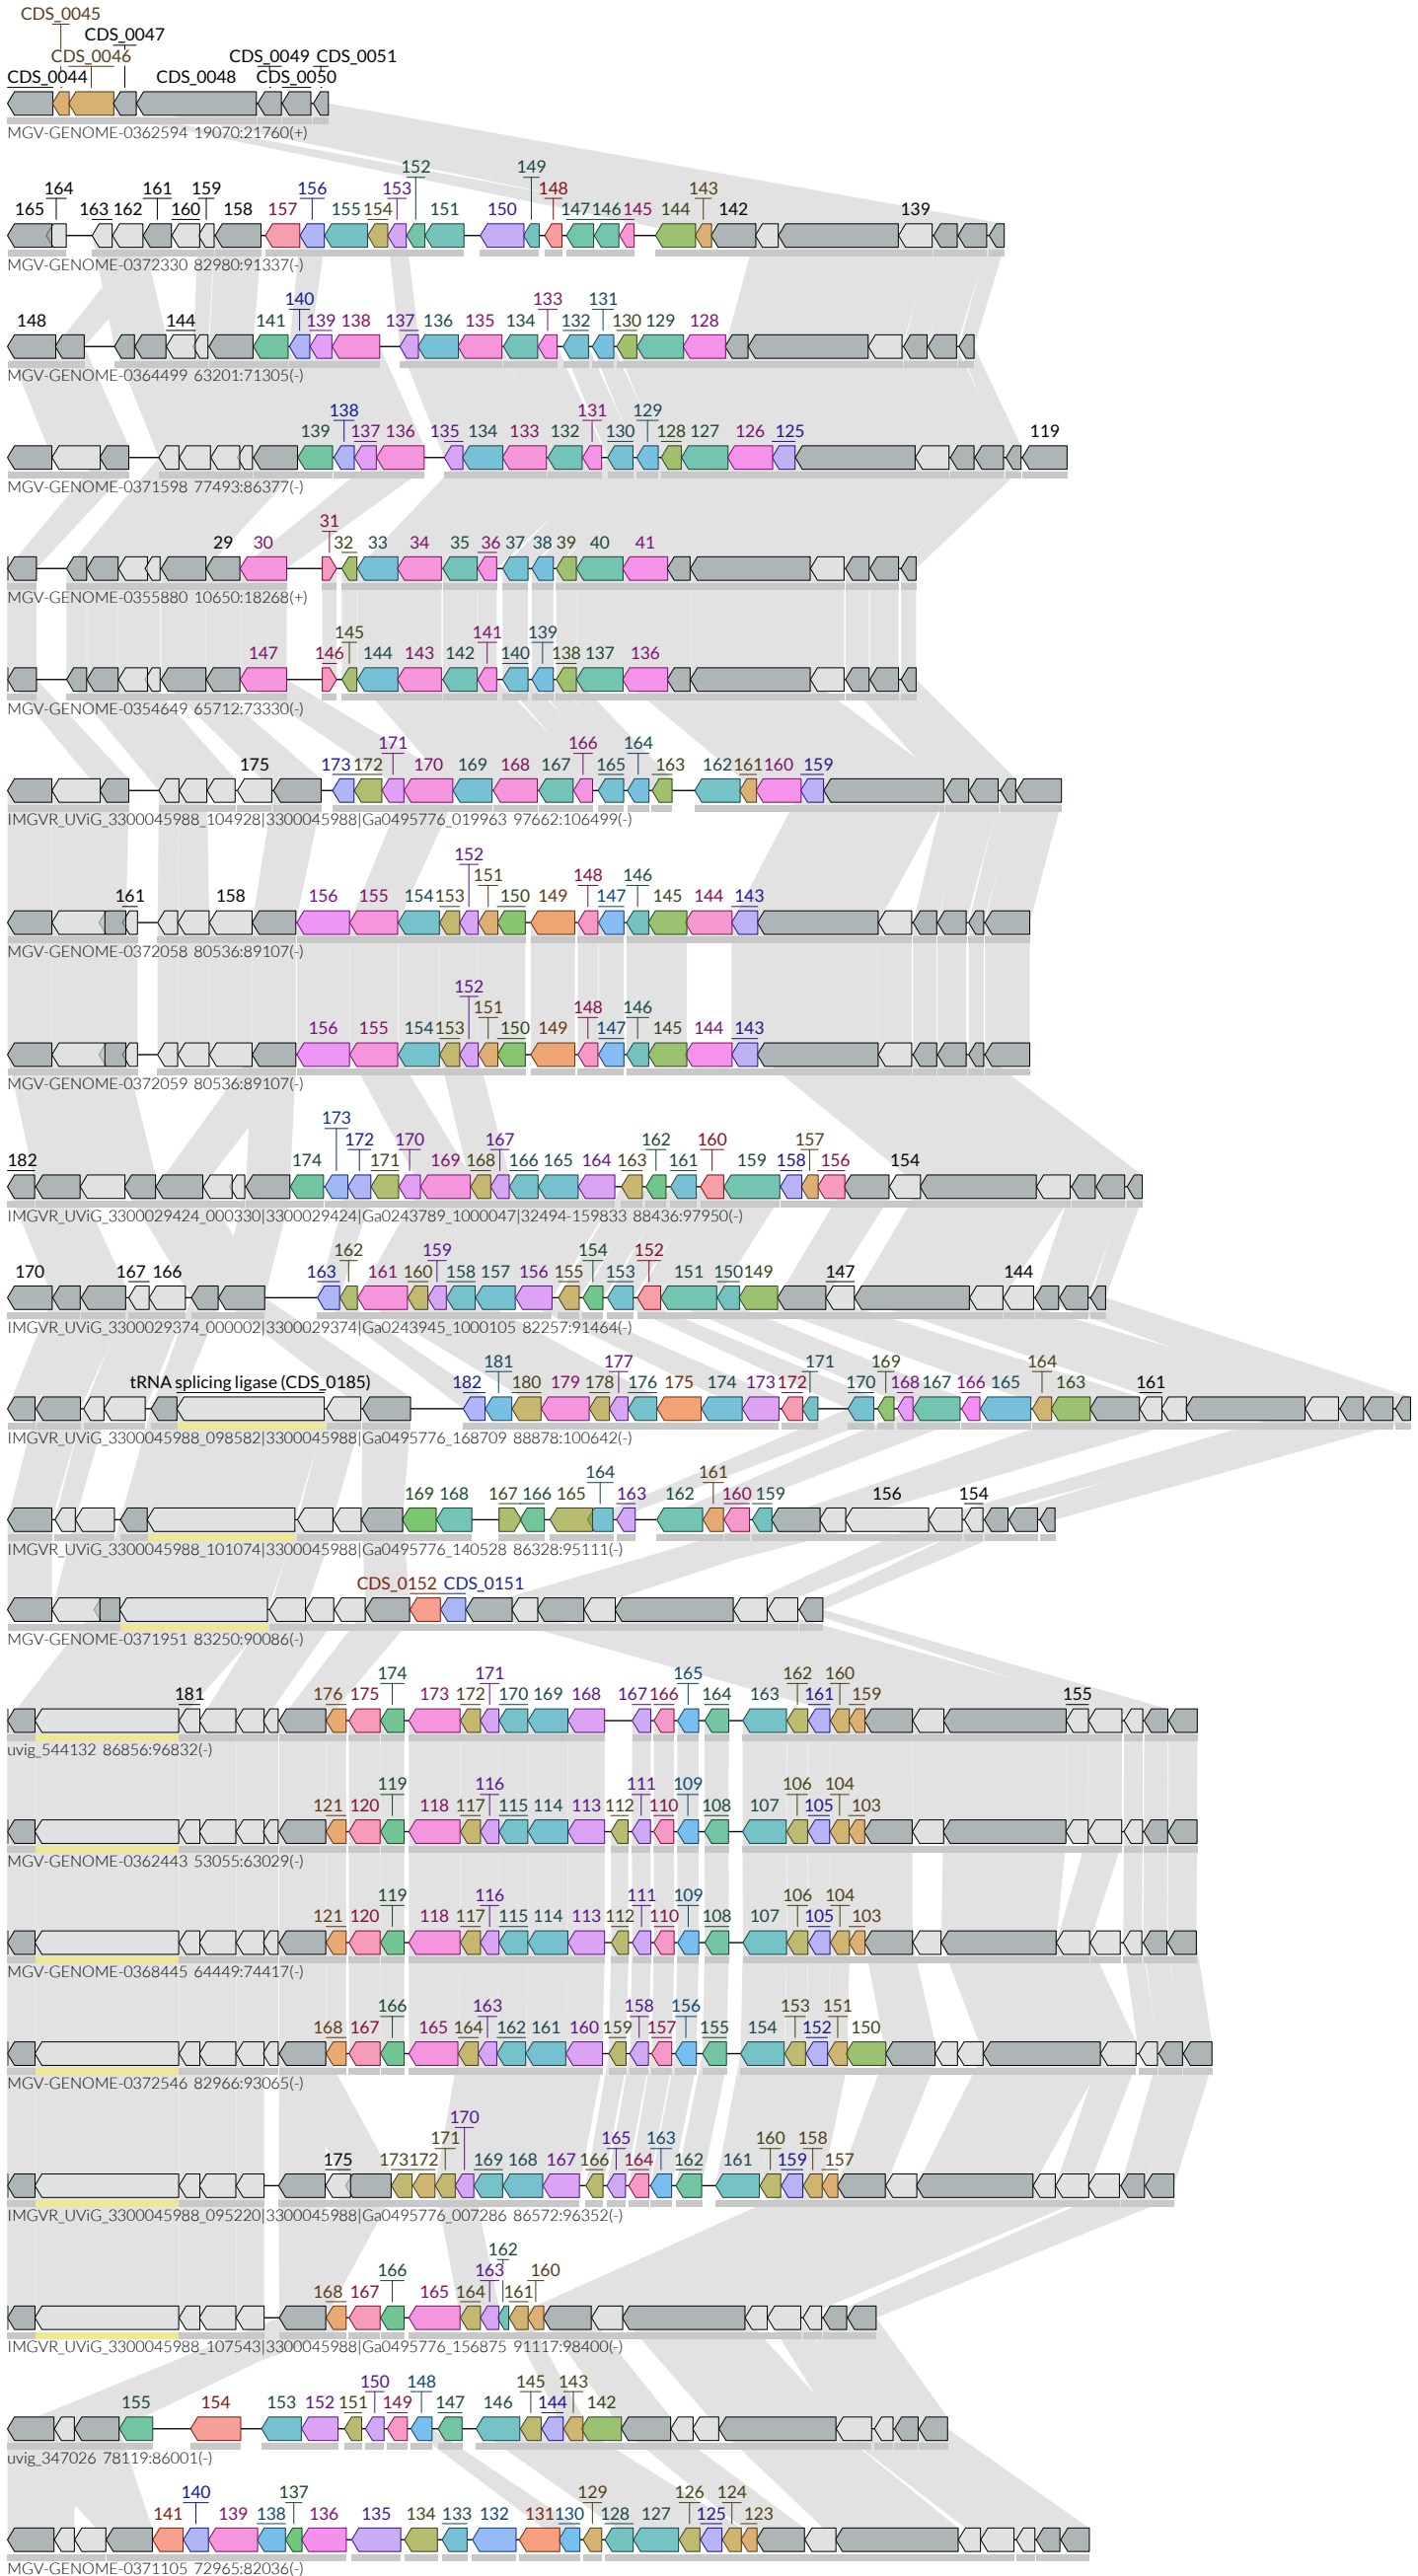 CDS_0045
CDS_0047
CDS_0046 CDS_0049 CDS_0051
CDS_0044 CDS_0048 CDS_0050
MGV-GENOME-0362594 19070:21760(+)
152 149
164 161 159 156 153 148 143
165 163 162 160 158 157 155 154 151 150 147 146 145 144 142 139
MGV-GENOME-0372330 82980:91337(-)
140 133 131
148 144 141 139 138 137 136 135 134 132 130 129 128
MGV-GENOME-0364499 63201:71305(-)
138 131 129
139 137 136 135 134 133 132 130 128 127 126 125 119
MGV-GENOME-0371598 77493:86377(-)
31
29 30 32 33 34 35 36 37 38 39 40 41
MGV-GENOME-0355880 10650:18268(+)
145 141 139
147 146 144 143 142 140 138 137 136
MGV-GENOME-0354649 65712:73330(-)
171 166 164
175 173 172 170 169 168 167 165 163 162 161 160 159
IMGVR_UViG_3300045988_104928|3300045988|Ga0495776_019963 97662:106499(-)
152
151 148 146
161 158 156 155 154 153 150 149 147 145 144 143
MGV-GENOME-0372058 80536:89107(-)
152
151 148 146
156 155 154 153 150 149 147 145 144 143
MGV-GENOME-0372059 80536:89107(-)
173
172 170 167 162 160 157
182 174 171 169 168 166 165 164 163 161 159 158 156 154
IMGVR_UViG_3300029424_000330|3300029424|Ga0243789_1000047|32494-159833 88436:97950(-)
162 159 154 152
170 167 166 163 161 160 158 157 156 155 153 151 150 149 147 144
IMGVR_UViG_3300029374_000002|3300029374|Ga0243945_1000105 82257:91464(-)
181 177 171 169 164
tRNA splicing ligase (CDS_0185) 182 180 179 178 176 175 174 173 172 170 168 167 166 165 163 161
IMGVR_UViG_3300045988_098582|3300045988|Ga0495776_168709 88878:100642(-)
164 161
169 168 167 166 165 163 162 160 159 156 154
IMGVR_UViG_3300045988_101074|3300045988|Ga0495776_140528 86328:95111(-)
CDS_0152 CDS_0151
MGV-GENOME-0371951 83250:90086(-)
174 171 165 162 160
181 176 175 173 172 170 169 168 167 166 164 163 161 159 155
uvig_544132 86856:96832(-)
119 116 111 109 106 104
121 120 118 117 115 114 113 112 110 108 107 105 103
MGV-GENOME-0362443 53055:63029(-)
119 116 111 109 106 104
121 120 118 117 115 114 113 112 110 108 107 105 103
MGV-GENOME-0368445 64449:74417(-)
166 163 158 156 153 151
168 167 165 164 162 161 160 159 157 155 154 152 150
MGV-GENOME-0372546 82966:93065(-)
170
171 165 163 160 158
175 173 172 169 168 167 166 164 162 161 159 157
IMGVR_UViG_3300045988_095220|3300045988|Ga0495776_007286 86572:96352(-)
162
166 163 160
168 167 165 164 161
IMGVR_UViG_3300045988_107543|3300045988|Ga0495776_156875 91117:98400(-)
150 148 145 143
155 154 153 152 151 149 147 146 144 142
uvig_347026 78119:86001(-)
140 137 129 126 124
141 139 138 136 135 134 133 132 131 130 128 127 125 123
MGV-GENOME-0371105 72965:82036(-)